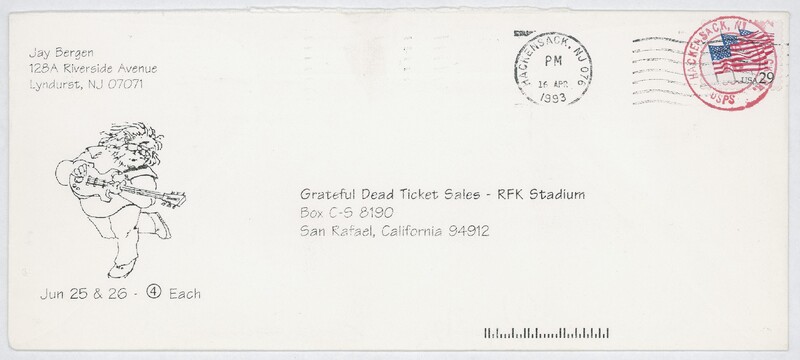 Jay Bergen
128A Riverside Avenue
Lyndurst, NJ 07071
HACKENSACK, NJ 076
PM
16 APR
1993
HACKENSACK, NJ
USPS
USA 29
Grateful Dead Ticket Sales - RFK Stadium
Box C-S 8190
San Rafael, California 94912
Jun 25 & 26 - ④ Each